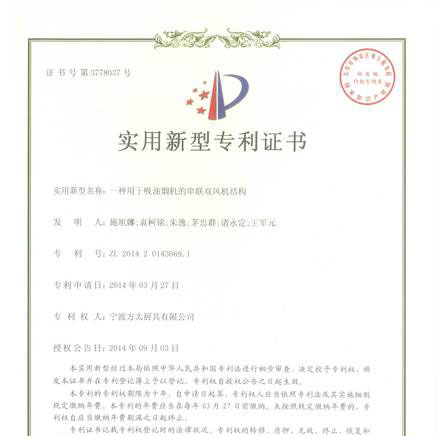 证书号第3778037号
实用新型专利证书
实用新型名称:一种用于吸油烟机的串联双风机结构
发 明 人:施旭娜;袁柯铭;朱逸;茅忠群;诸永定;王军元
专 利 号:ZL 2014 2 0143669.1
专利申请日:2014年03月27日
专 利 权 人:宁波方太厨具有限公司
授权公告日:2014年09月03日
本实用新型经过本局依照中华人民共和国专利法进行初步审查,决定授予专利权,颁
发本证书并在专利登记簿上予以登记。专利权自授权公告之日起生效。
本专利的专利权期限为十年,自申请日起算。专利权人应当依照专利法及其实施细则
规定缴纳年费。本专利的年费应当在每年03月27日前缴纳。未按照规定缴纳年费的,专
利权自应当缴纳年费期满之日起终止。
专利证书记载专利权登记时的法律状况。专利权的转移、质押、无效、终止、恢复和